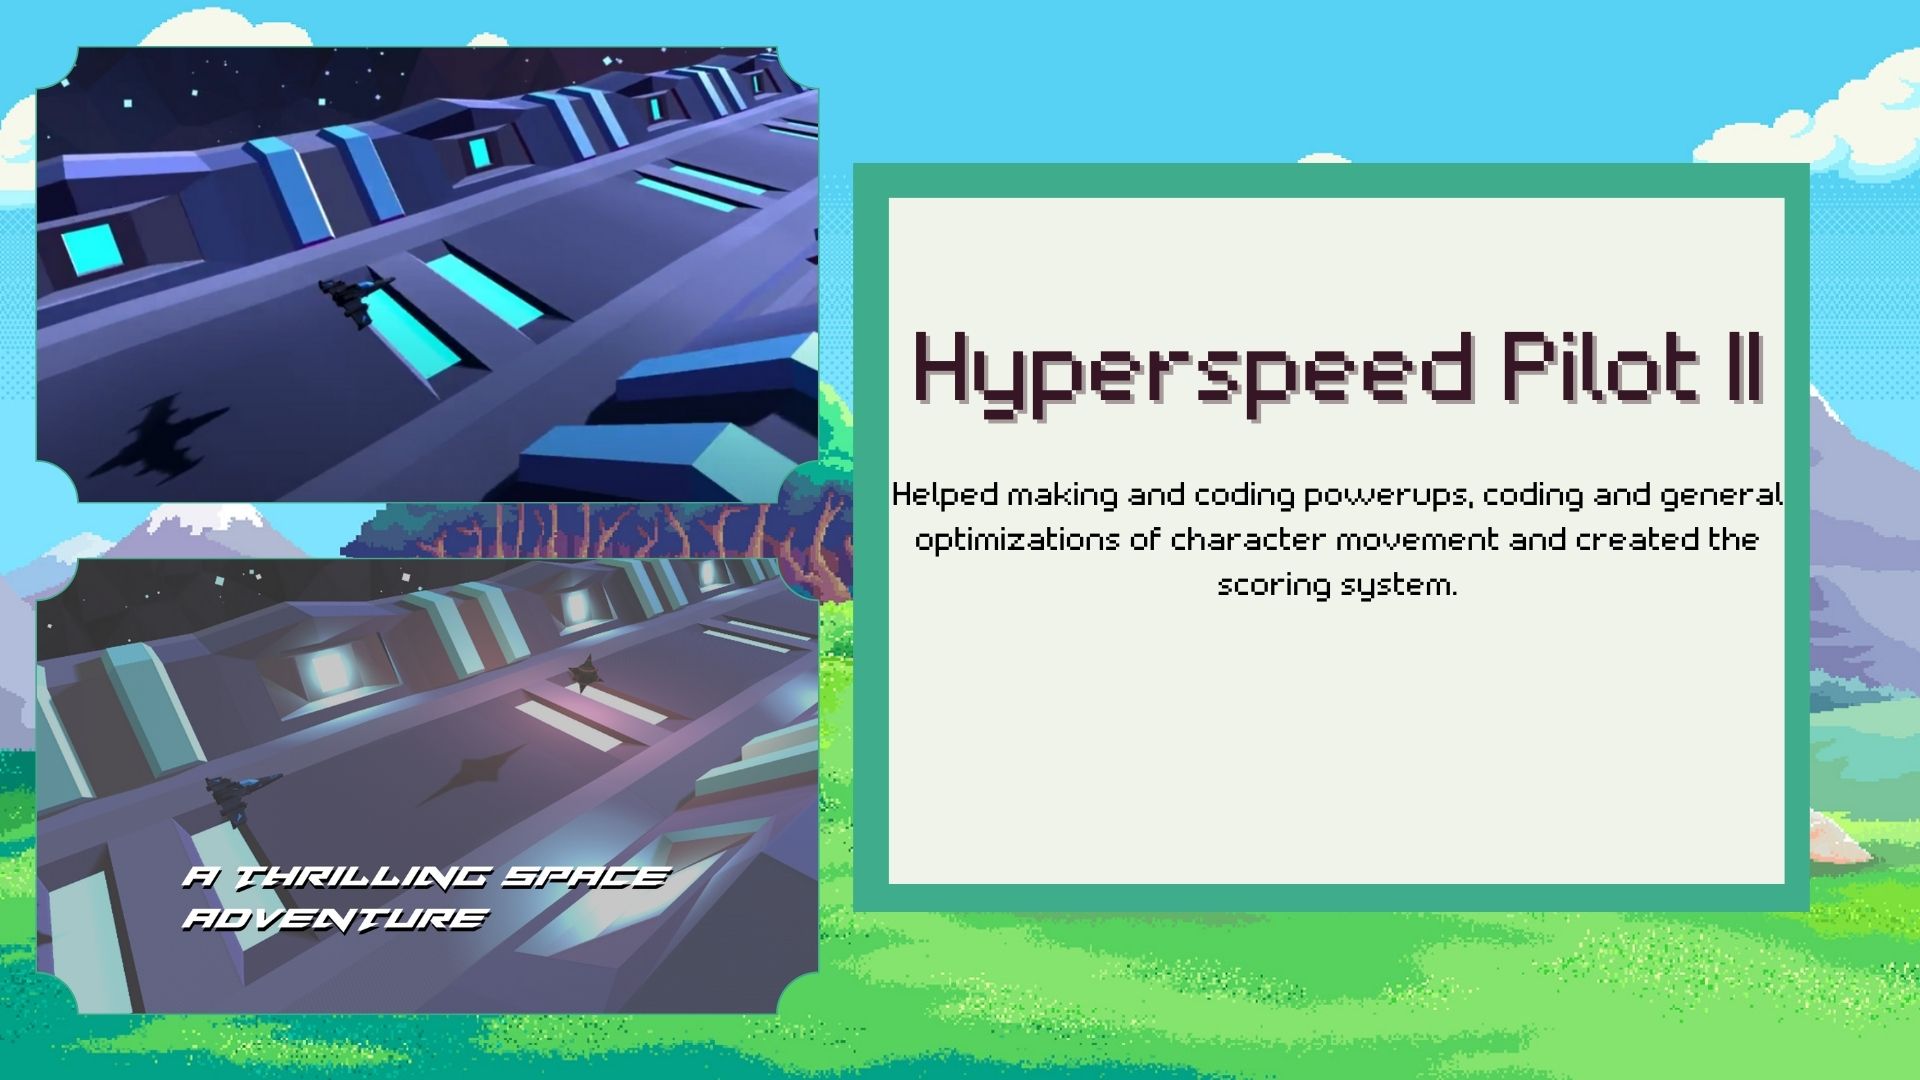 Hyperspeed Pilot II
Helped making and coding powerups, coding and general
optimizations of character movement and created the
scoring system.
A THRILLING SPACE
ADVENTURE